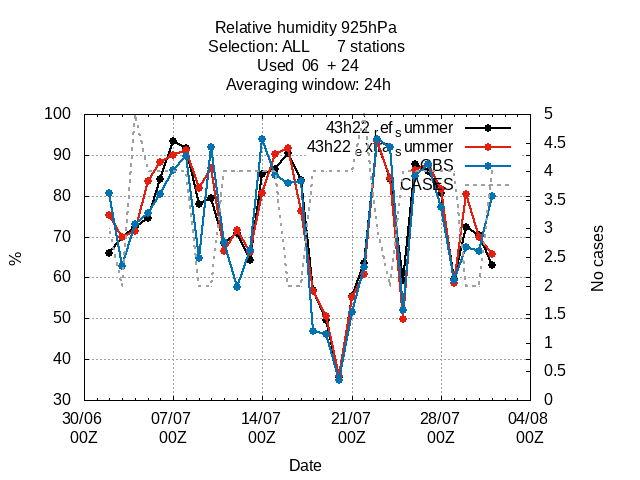 Relative humidity 925hPa
Selection: ALL 7 stations
Used 06 + 24
Averaging window: 24h
43h22_ref_summer
43h22_extra_summer
OBS
CASES
100
90
80
70
60
50
40
30
%
5
4.5
4
3.5
3
2.5
2
1.5
1
0.5
0
No cases
30/06 07/07 14/07 21/07 28/07 04/08
00Z 00Z 00Z 00Z 00Z 00Z
Date